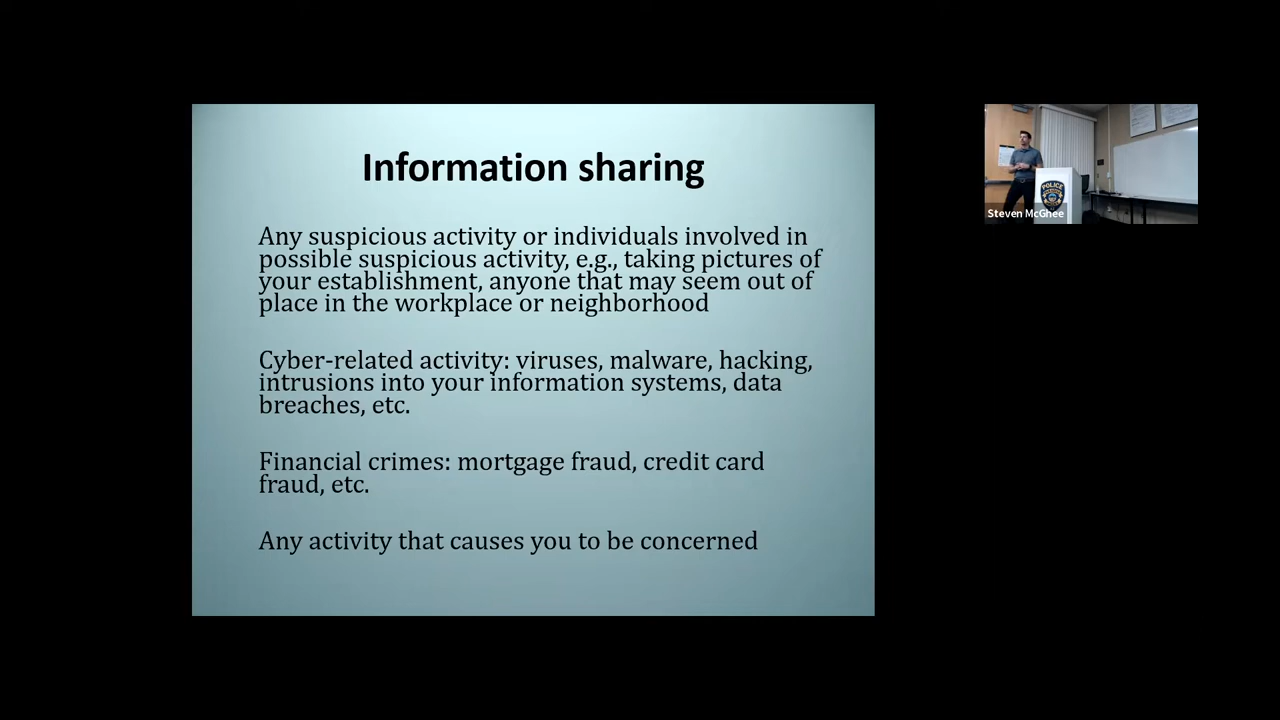 Information sharing
Any suspicious activity or individuals involved in
possible suspicious activity, e.g., taking pictures of
your establishment, anyone that may seem out of
place in the workplace or neighborhood
Cyber-related activity: viruses, malware, hacking,
intrusions into your information systems, data
breaches, etc.
Financial crimes: mortgage fraud, credit card
fraud, etc.
Any activity that causes you to be concerned
POLICE
Steven McGhee